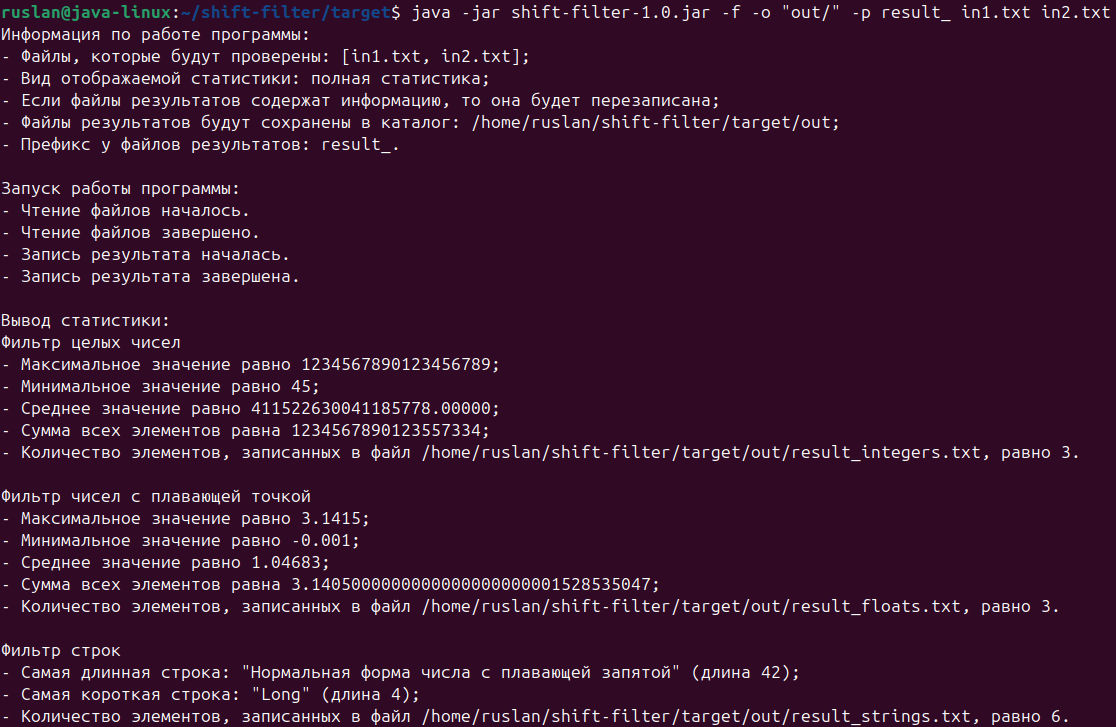 ruslan@java-linux:~/shift-filter/target$ java -jar shift-filter-1.0.jar -f -o "out/" -p result_ in1.txt in2.txt
Информация по работе программы:
- Файлы, которые будут проверены: [in1.txt, in2.txt];
- Вид отображаемой статистики: полная статистика;
- Если файлы результатов содержат информацию, то она будет перезаписана;
- Файлы результатов будут сохранены в каталог: /home/ruslan/shift-filter/target/out;
- Префикс у файлов результатов: result_.

Запуск работы программы:
- Чтение файлов началось.
- Чтение файлов завершено.
- Запись результата началась.
- Запись результата завершена.

Вывод статистики:
Фильтр целых чисел
- Максимальное значение равно 1234567890123456789;
- Минимальное значение равно 45;
- Среднее значение равно 411522630041185778.00000;
- Сумма всех элементов равна 1234567890123557334;
- Количество элементов, записанных в файл /home/ruslan/shift-filter/target/out/result_integers.txt, равно 3.

Фильтр чисел с плавающей точкой
- Максимальное значение равно 3.1415;
- Минимальное значение равно -0.001;
- Среднее значение равно 1.04683;
- Сумма всех элементов равна 3.1405000000000000000000001528535047;
- Количество элементов, записанных в файл /home/ruslan/shift-filter/target/out/result_floats.txt, равно 3.

Фильтр строк
- Самая длинная строка: "Нормальная форма числа с плавающей запятой" (длина 42);
- Самая короткая строка: "Long" (длина 4);
- Количество элементов, записанных в файл /home/ruslan/shift-filter/target/out/result_strings.txt, равно 6.